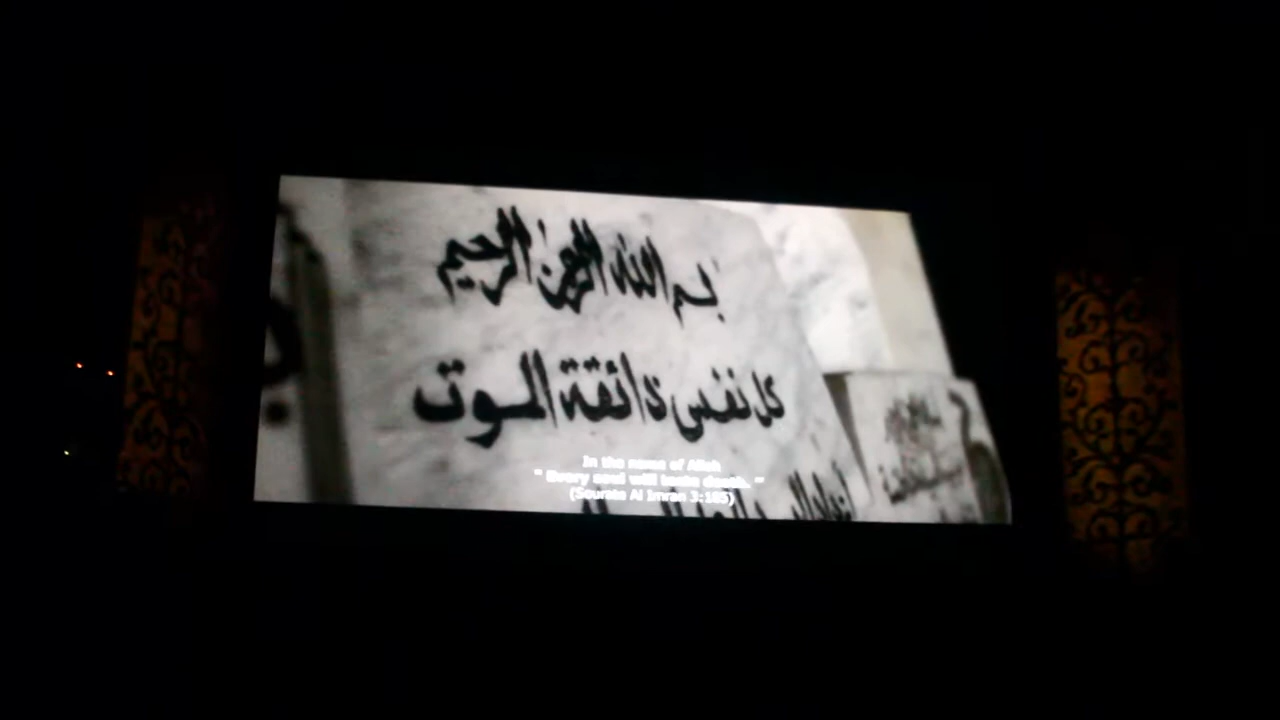 بسم الله الرحمن الرحيم
كل نفس ذائقة الموت
In the name of Allah
" Every soul will taste death. "
(Sourate Al Imran 3:185)